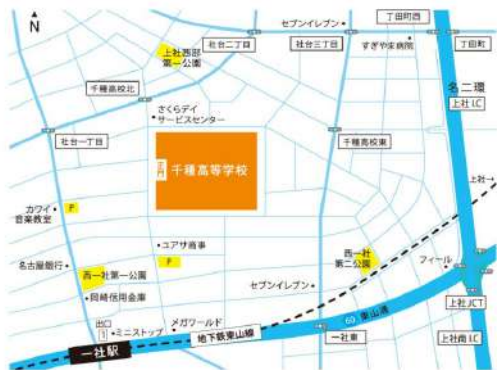 N
セブンイレブン
丁田町西
社台二丁目
社台三丁目
すぎやま病院
丁田町
上社西部
第一公園
千種高校北
名二環
上社I.C
さくらデイ
サービスセンター
社台一丁目
正門
千種高等学校
千種高校東
上社→
カワイ
音楽教室
P
ユアサ商事
西一社
第二公園
名古屋銀行
P
フィール
西一社第一公園
セブンイレブン
岡崎信用金庫
上社JCT
出口
1
ミニストップ
メガワールド
60
東山通
地下鉄東山線
一社東
上社南I.C
一社駅